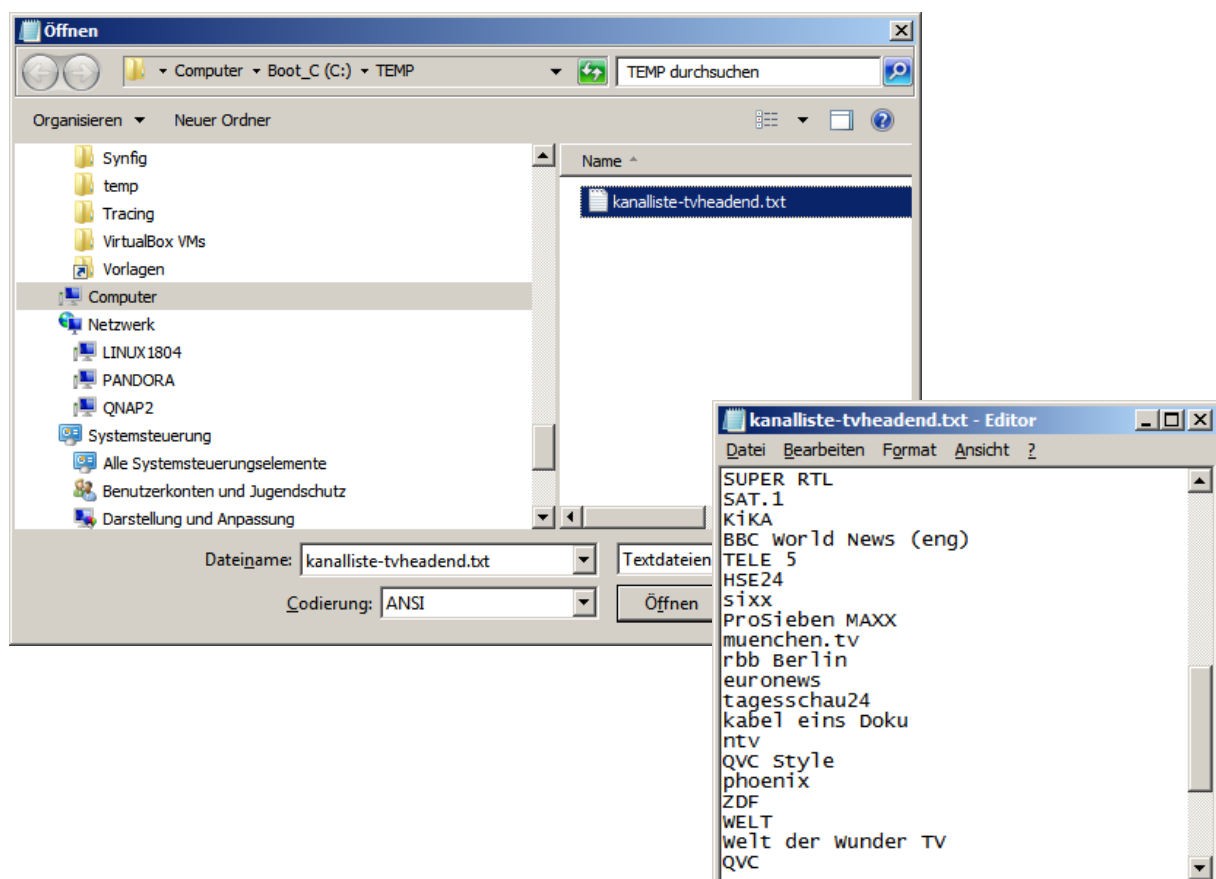 Öffnen
Computer Boot_C (C:) TEMP
TEMP durchsuchen
Organisieren Neuer Ordner
Synfig
temp
Tracing
VirtualBox VMs
Vorlagen
Computer
Netzwerk
LINUX1804
PANDORA
QNAP2
Systemsteuerung
Alle Systemsteuerungselemente
Benutzerkonten und Jugendschutz
Darstellung und Anpassung
Name
kanalliste-tvheadend.txt
Dateiname: kanalliste-tvheadend.txt Textdateien
Codierung: ANSI Öffnen
kanalliste-tvheadend.txt - Editor
Datei Bearbeiten Format Ansicht ?
SUPER RTL
SAT.1
KiKA
BBC World News (eng)
TELE 5
HSE24
sixx
ProSieben MAXX
muenchen.tv
rbb Berlin
euronews
tagesschau24
kabel eins Doku
ntv
QVC Style
phoenix
ZDF
WELT
Welt der Wunder TV
QVC